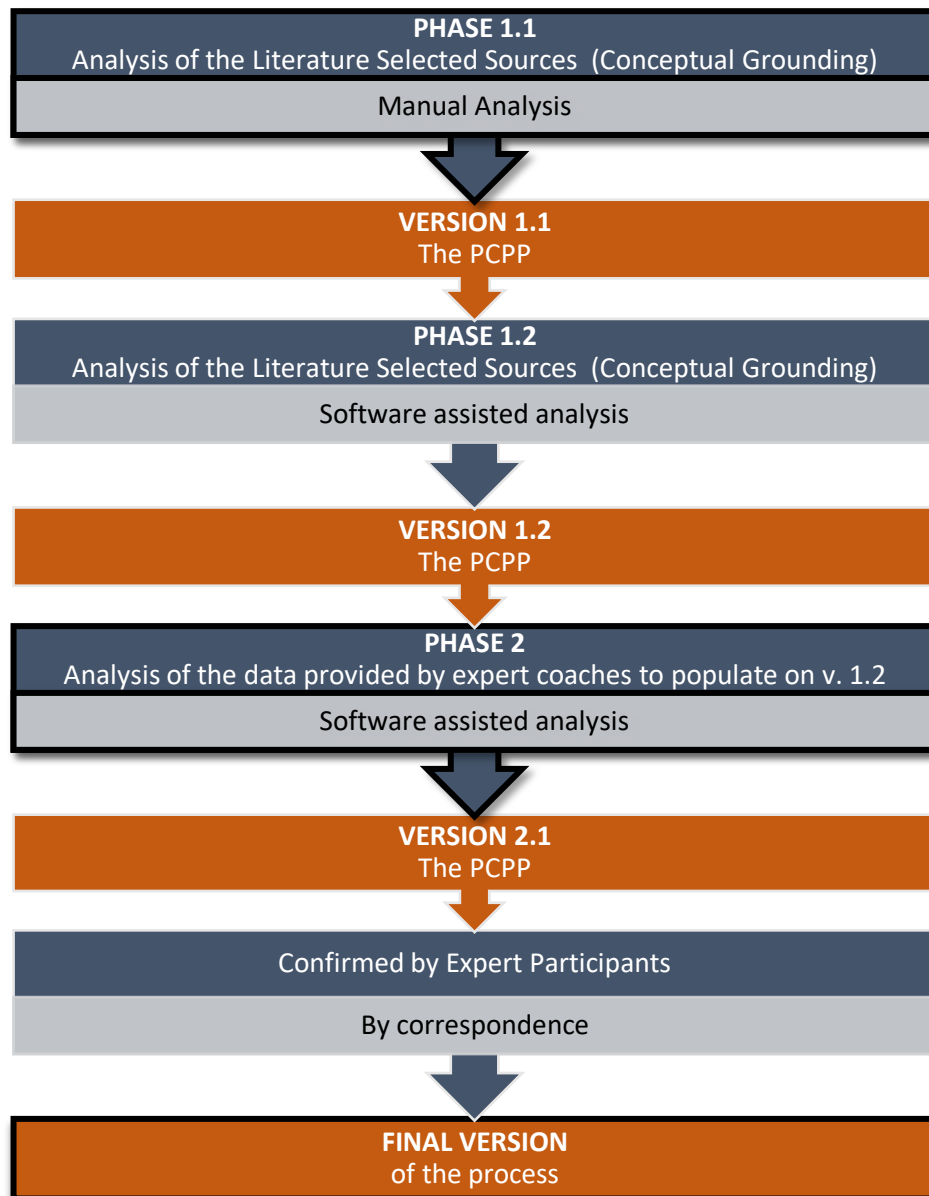 PHASE 1.1
Analysis of the Literature Selected Sources (Conceptual Grounding)
Manual Analysis
VERSION 1.1
The PCPP
PHASE 1.2
Analysis of the Literature Selected Sources (Conceptual Grounding)
Software assisted analysis
VERSION 1.2
The PCPP
PHASE 2
Analysis of the data provided by expert coaches to populate on v. 1.2
Software assisted analysis
VERSION 2.1
The PCPP
Confirmed by Expert Participants
By correspondence
FINAL VERSION
of the process